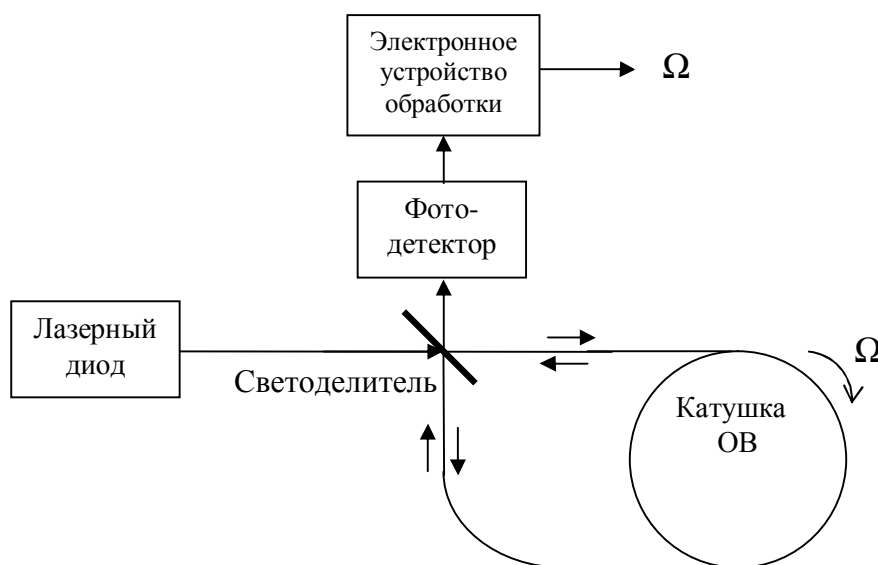 Электронное
устройство
обработки
Ω
Фото-
детектор
Лазерный
диод
Светоделитель
Ω
Катушка
ОВ